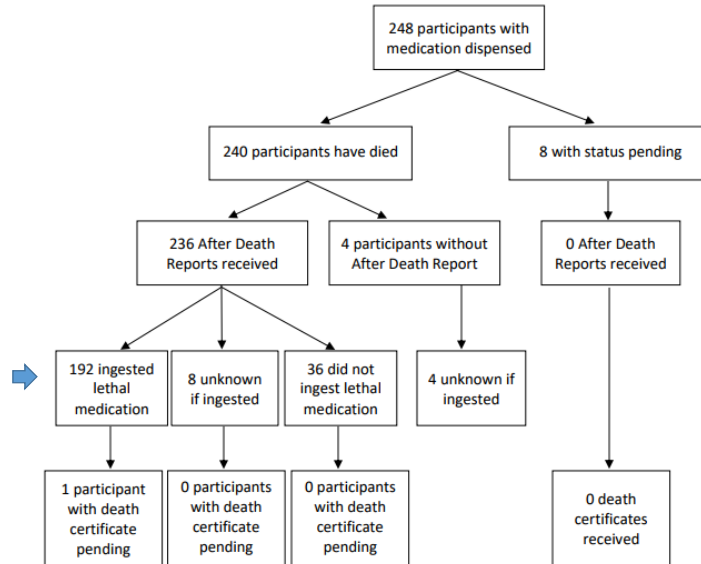 248 participants with
medication dispensed
240 participants have died
8 with status pending
236 After Death
Reports received
4 participants without
After Death Report
0 After Death
Reports received
192 ingested
lethal
medication
8 unknown
if ingested
36 did not
ingest lethal
medication
4 unknown if
ingested
1 participant
with death
certificate
pending
0 participants
with death
certificate
pending
0 participants
with death
certificate
pending
0 death
certificates
received